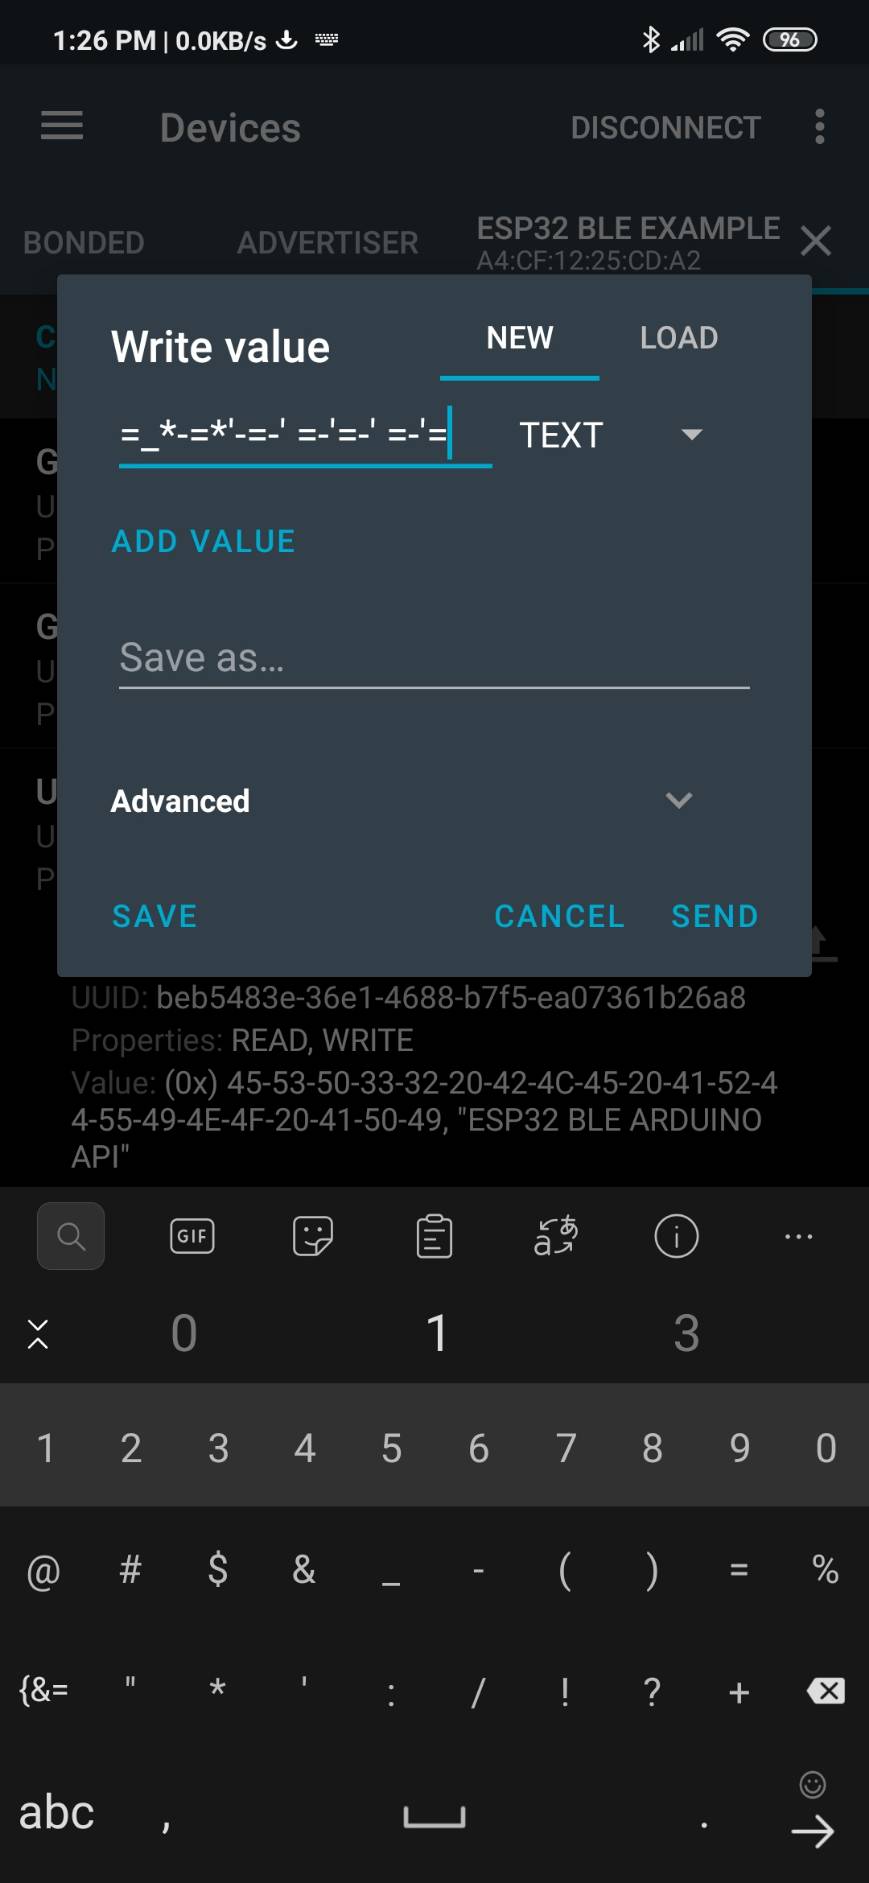 1:26 PM | 0.0KB/s
96
Devices DISCONNECT
BONDED ADVERTISER ESP32 BLE EXAMPLE
A4:CF:12:25:CD:A2
Write value NEW LOAD
=_*-=*'-=-' =-'=-' =-'= TEXT
ADD VALUE
Save as...
Advanced
SAVE CANCEL SEND
UUID: beb5483e-36e1-4688-b7f5-ea07361b26a8
Properties: READ, WRITE
Value: (0x) 45-53-50-33-32-20-42-4C-45-20-41-52-4
4-55-49-4E-4F-20-41-50-49, "ESP32 BLE ARDUINO
API"
GIF
0 1 3
1 2 3 4 5 6 7 8 9 0
@ # $ & _ - ( ) = %
{&= " * ' : / ! ? +
abc , .